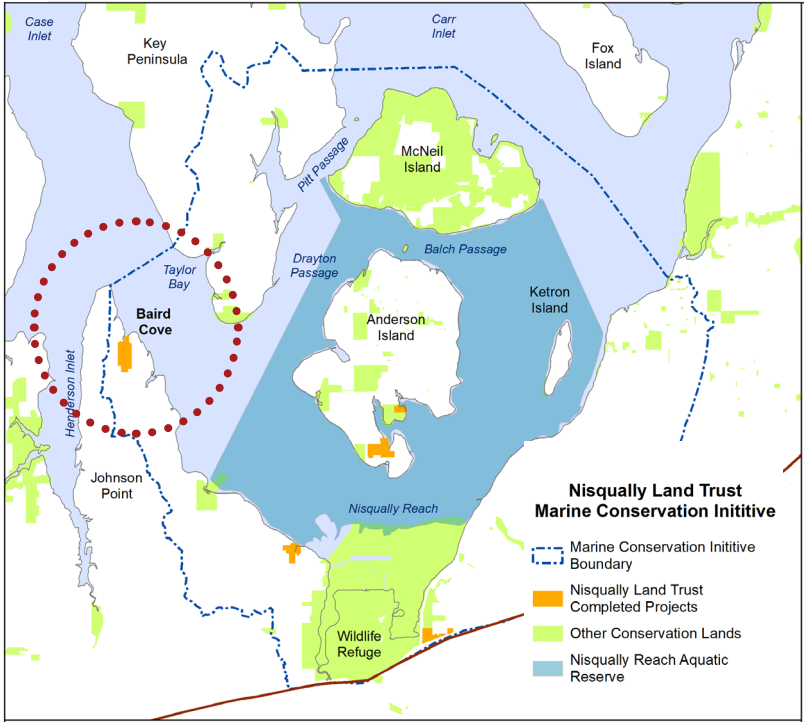 Case
Inlet
Key
Peninsula
Carr
Inlet
Fox
Island
Pitt Passage
McNeil
Island
Drayton
Passage
Balch Passage
Taylor
Bay
Ketron
Island
Baird
Cove
Anderson
Island
Henderson Inlet
Johnson
Point
Nisqually Reach
Wildlife
Refuge
Nisqually Land Trust
Marine Conservation Inititive
Marine Conservation Inititive
Boundary
Nisqually Land Trust
Completed Projects
Other Conservation Lands
Nisqually Reach Aquatic
Reserve